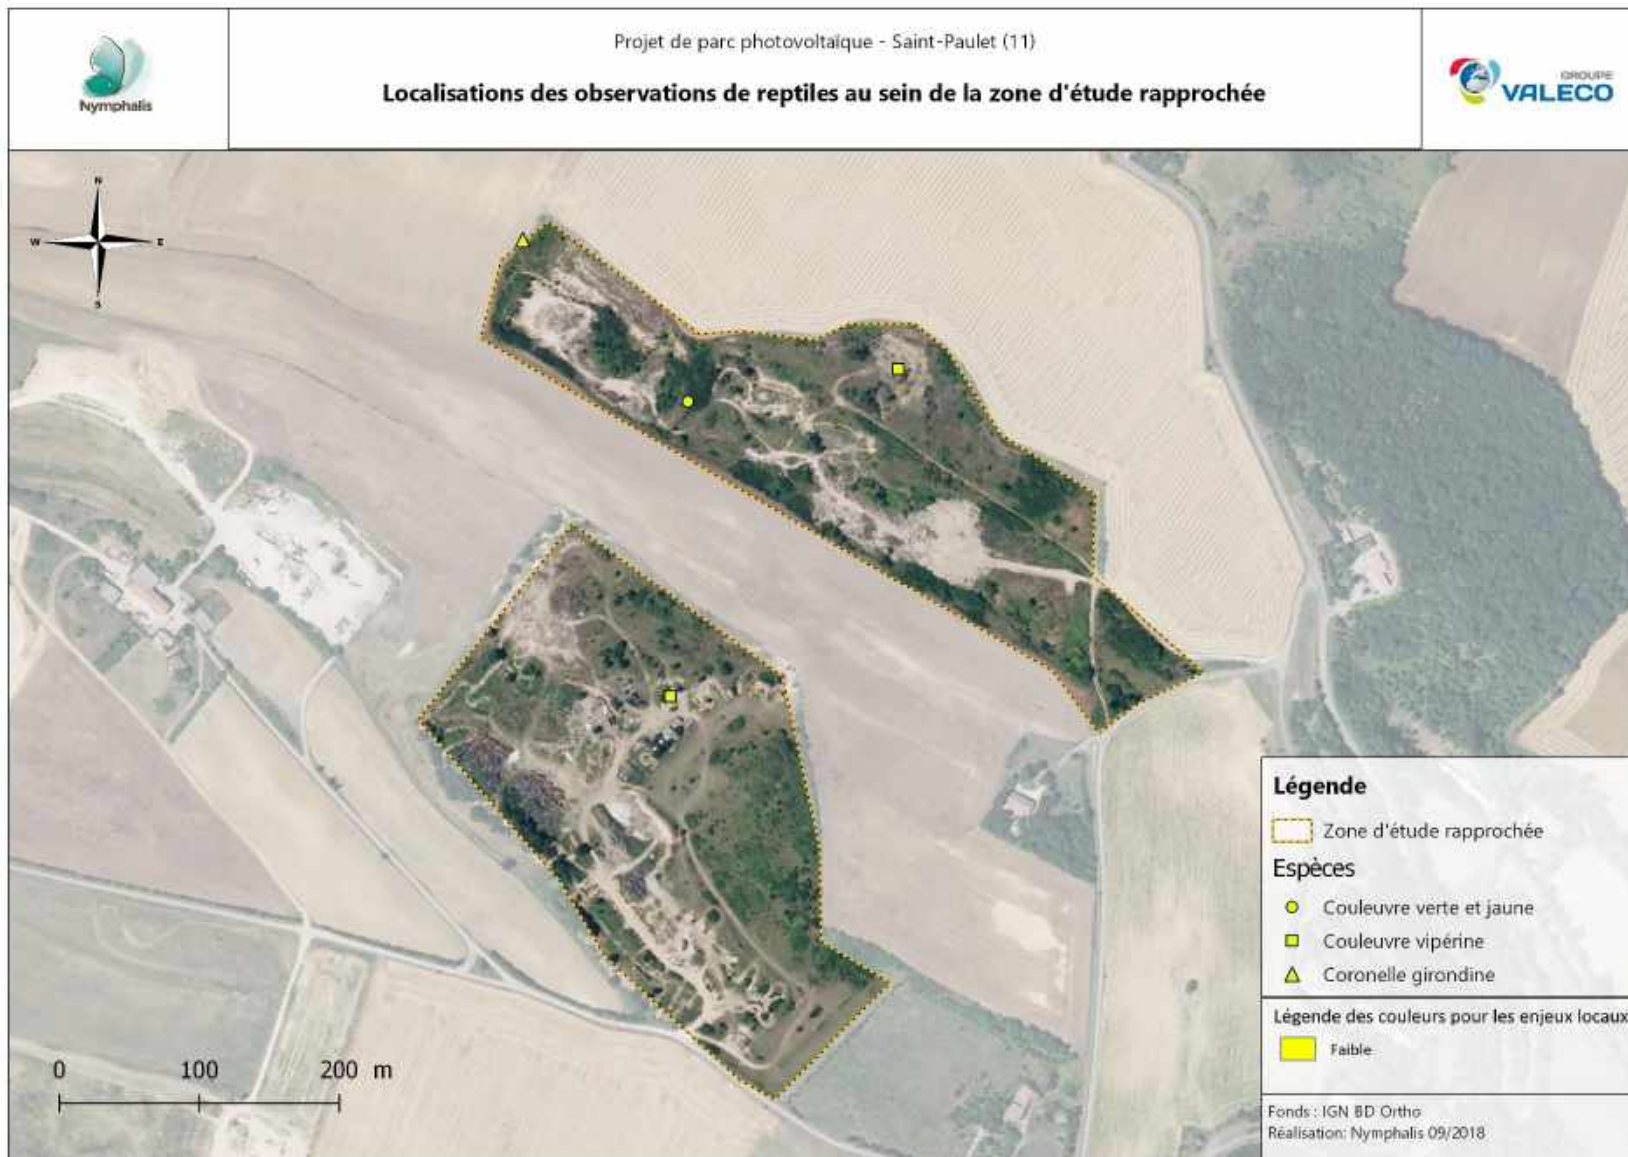 Nymphalis
Projet de parc photovoltaïque - Saint-Paulet (11)
Localisations des observations de reptiles au sein de la zone d'étude rapprochée
GROUPE
VALECO
N
W E
S
0 100 200 m
Légende
Zone d'étude rapprochée
Espèces
Couleuvre verte et jaune
Couleuvre vipérine
Coronelle girondine
Légende des couleurs pour les enjeux locaux
Faible
Fonds : IGN BD Ortho
Réalisation: Nymphalis 09/2018